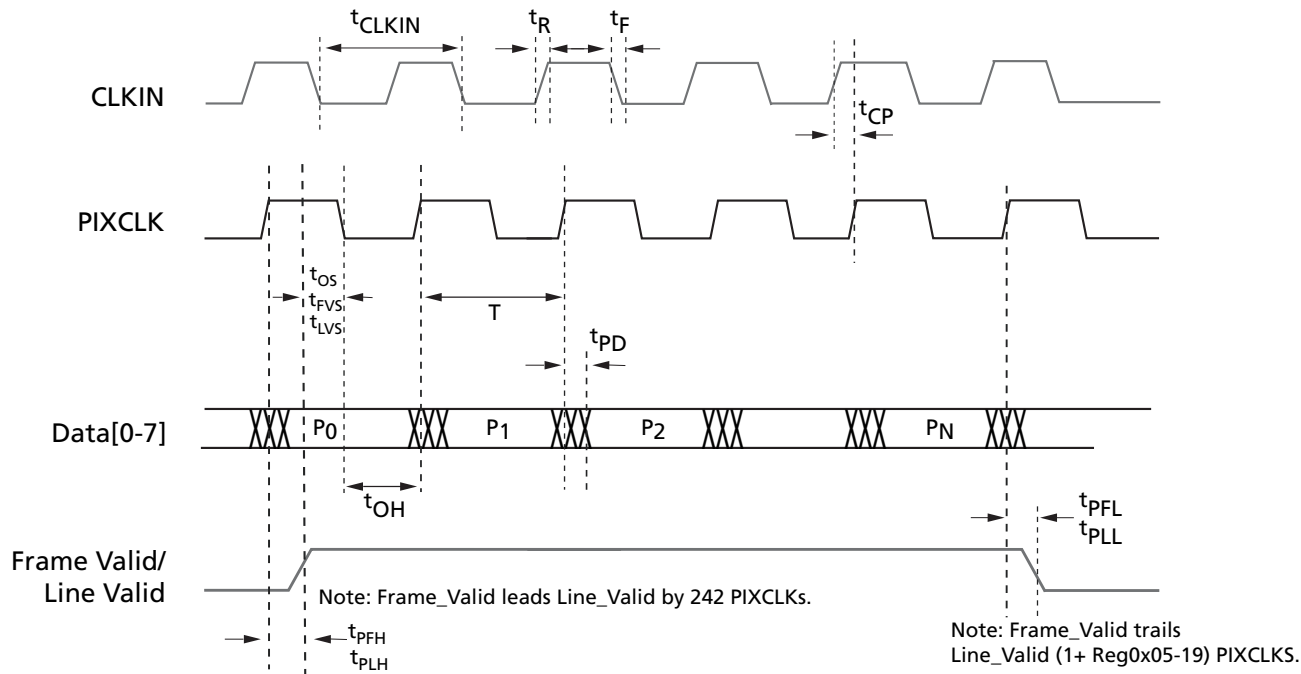 tCLKIN
tR
tF
CLKIN
tCP
PIXCLK
tOS
tFVS
tLVS
T
tPD
Data[0-7]
P0
P1
P2
PN
tOH
tPFL
tPLL
Frame Valid/
Line Valid
Note: Frame_Valid leads Line_Valid by 242 PIXCLKs.
tPFH
tPLH
Note: Frame_Valid trails
Line_Valid (1+ Reg0x05-19) PIXCLKS.